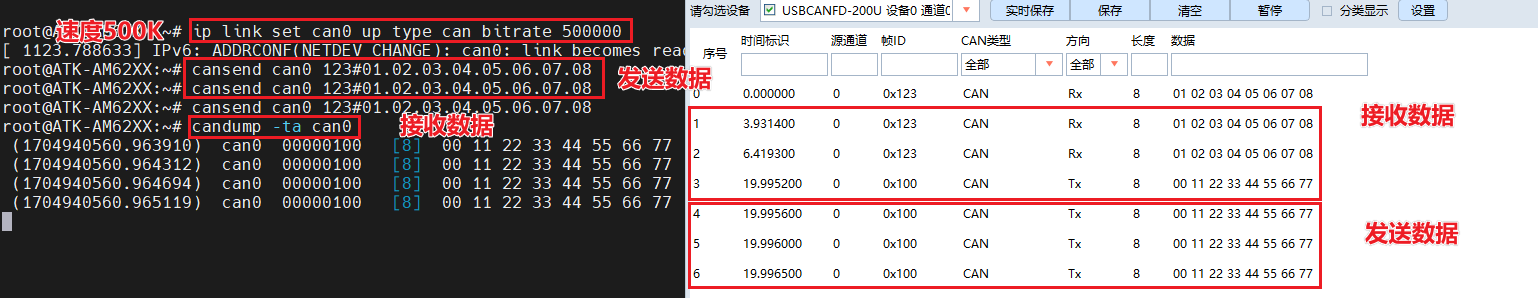 root@ATK-AM62XX:~# ip link set can0 up type can bitrate 500000
速度500K
[ 1123.788633] IPv6: ADDRCONF(NETDEV_CHANGE): can0: link becomes read
root@ATK-AM62XX:~# cansend can0 123#01.02.03.04.05.06.07.08
root@ATK-AM62XX:~# cansend can0 123#01.02.03.04.05.06.07.08
发送数据
root@ATK-AM62XX:~# cansend can0 123#01.02.03.04.05.06.07.08
root@ATK-AM62XX:~# candump -ta can0
接收数据
(1704940560.963910) can0 00000100 [8] 00 11 22 33 44 55 66 77
(1704940560.964312) can0 00000100 [8] 00 11 22 33 44 55 66 77
(1704940560.964694) can0 00000100 [8] 00 11 22 33 44 55 66 77
(1704940560.965119) can0 00000100 [8] 00 11 22 33 44 55 66 77
请勾选设备 USBCANFD-200U 设备0 通道0 实时保存 保存 清空 暂停 分类显示 设置
序号 时间标识 源通道 帧ID CAN类型 方向 长度 数据
全部 全部
0 0.000000 0 0x123 CAN Rx 8 01 02 03 04 05 06 07 08
1 3.931400 0 0x123 CAN Rx 8 01 02 03 04 05 06 07 08
接收数据
2 6.419300 0 0x123 CAN Rx 8 01 02 03 04 05 06 07 08
3 19.995200 0 0x100 CAN Tx 8 00 11 22 33 44 55 66 77
4 19.995600 0 0x100 CAN Tx 8 00 11 22 33 44 55 66 77
发送数据
5 19.996000 0 0x100 CAN Tx 8 00 11 22 33 44 55 66 77
6 19.996500 0 0x100 CAN Tx 8 00 11 22 33 44 55 66 77